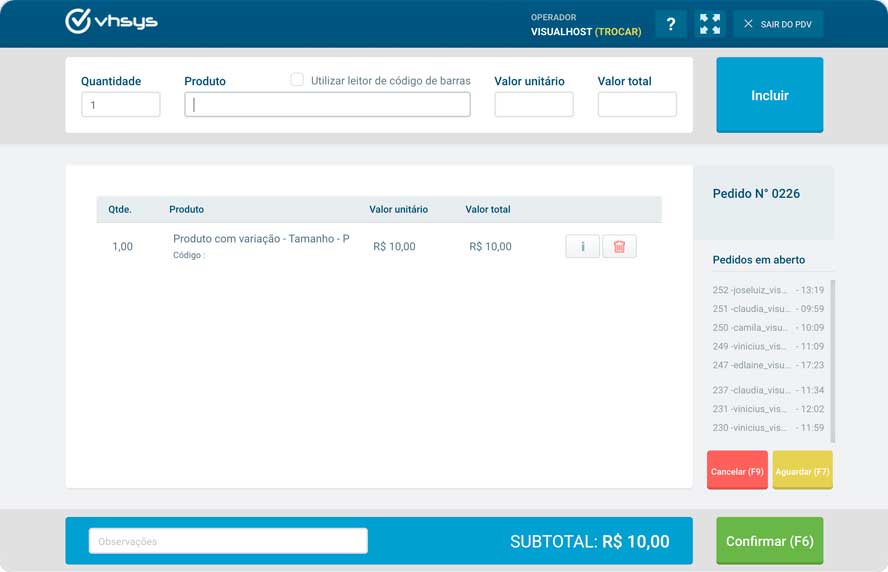 vhsys
OPERADOR
VISUALHOST (TROCAR)
?
SAIR DO PDV
Quantidade
Produto
Utilizar leitor de código de barras
Valor unitário
Valor total
1
Incluir
Pedido N° 0226
Qtde. Produto Valor unitário Valor total
1,00 Produto com variação - Tamanho - P R$ 10,00 R$ 10,00 i
Código :
Pedidos em aberto
252 -joseluiz_vis... - 13:19
251 -claudia_visu... - 09:59
250 -camila_visu... - 10:09
249 -vinicius_vis... - 11:09
247 -edlaine_visu... - 17:23
237 -claudia_visu... - 11:34
231 -vinicius_vis... - 12:02
230 -vinicius_vis... - 11:59
Cancelar (F9)
Aguardar (F7)
Observações
SUBTOTAL: R$ 10,00
Confirmar (F6)